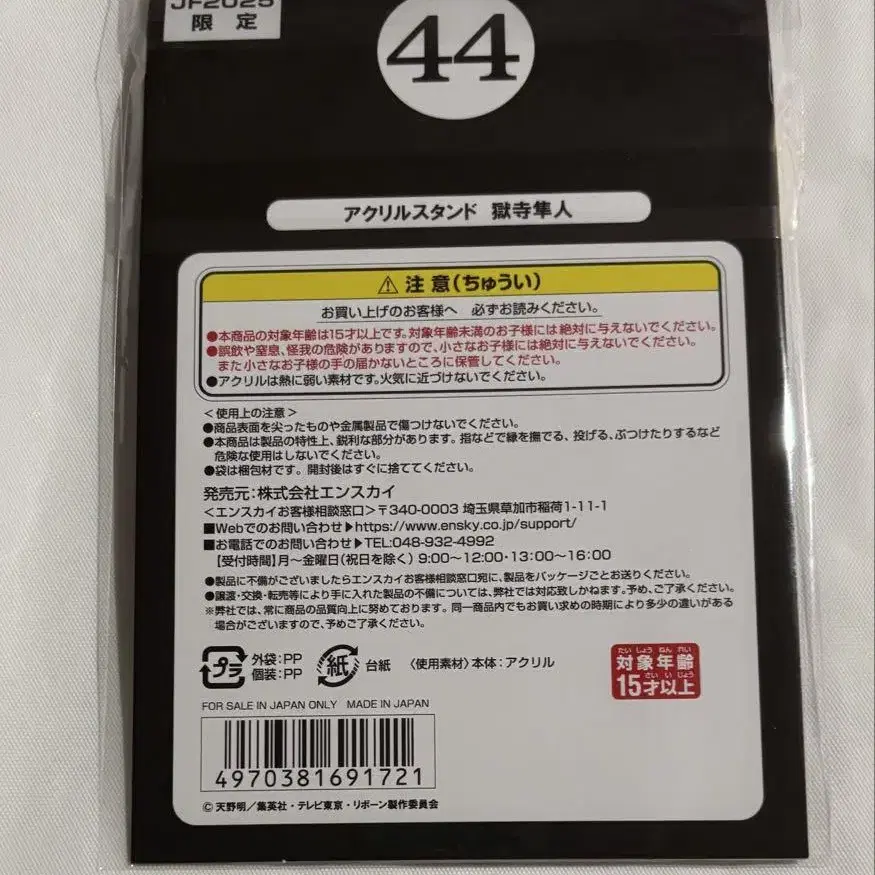 JF2025
限定
44
アクリルスタンド 獄寺隼人
⚠ 注意(ちゅうい)
お買い上げのお客様へ 必ずお読みください。
●本商品の対象年齢は15才以上です。対象年齢未満のお子様には絶対に与えないでください。
●誤飲や窒息、怪我の危険がありますので、小さなお子様には絶対に与えないでください。
また小さなお子様の手の届かないところに保管してください。
●アクリルは熱に弱い素材です。火気に近づけないでください。
<使用上の注意>
●商品表面を尖ったものや金属製品で傷つけないでください。
●本商品は製品の特性上、鋭利な部分があります。指などで縁を撫でる、投げる、ぶつけたりするなど
危険な使用はしないでください。
●袋は梱包材です。開封後はすぐに捨ててください。
発売元:株式会社エンスカイ
<エンスカイお客様相談窓口>〒340-0003 埼玉県草加市稲荷1-11-1
■Webでのお問い合わせ▶https://www.ensky.co.jp/support/
■お電話でのお問い合わせ▶TEL:048-932-4992
【受付時間】月～金曜日(祝日を除く) 9:00～12:00・13:00～16:00
●製品に不備がございましたらエンスカイお客様相談窓口宛に、製品をパッケージごとお送りください。
●譲渡・交換・転売等により手に入れた製品の不備については、弊社では対応致しかねます。予め、ご了承ください。
※弊社では、常に商品の品質向上に努めております。同一商品内でもお買い求めの時期により多少の違いがある
場合がございますので、予めご了承ください。
プラ 外袋:PP
個装:PP
紙 台紙 〈使用素材〉本体:アクリル
たいしょうねんれい
対象年齢
さいいじょう
15才以上
FOR SALE IN JAPAN ONLY MADE IN JAPAN
4970381691721
© 天野明/集英社・テレビ東京・リボーン製作委員会